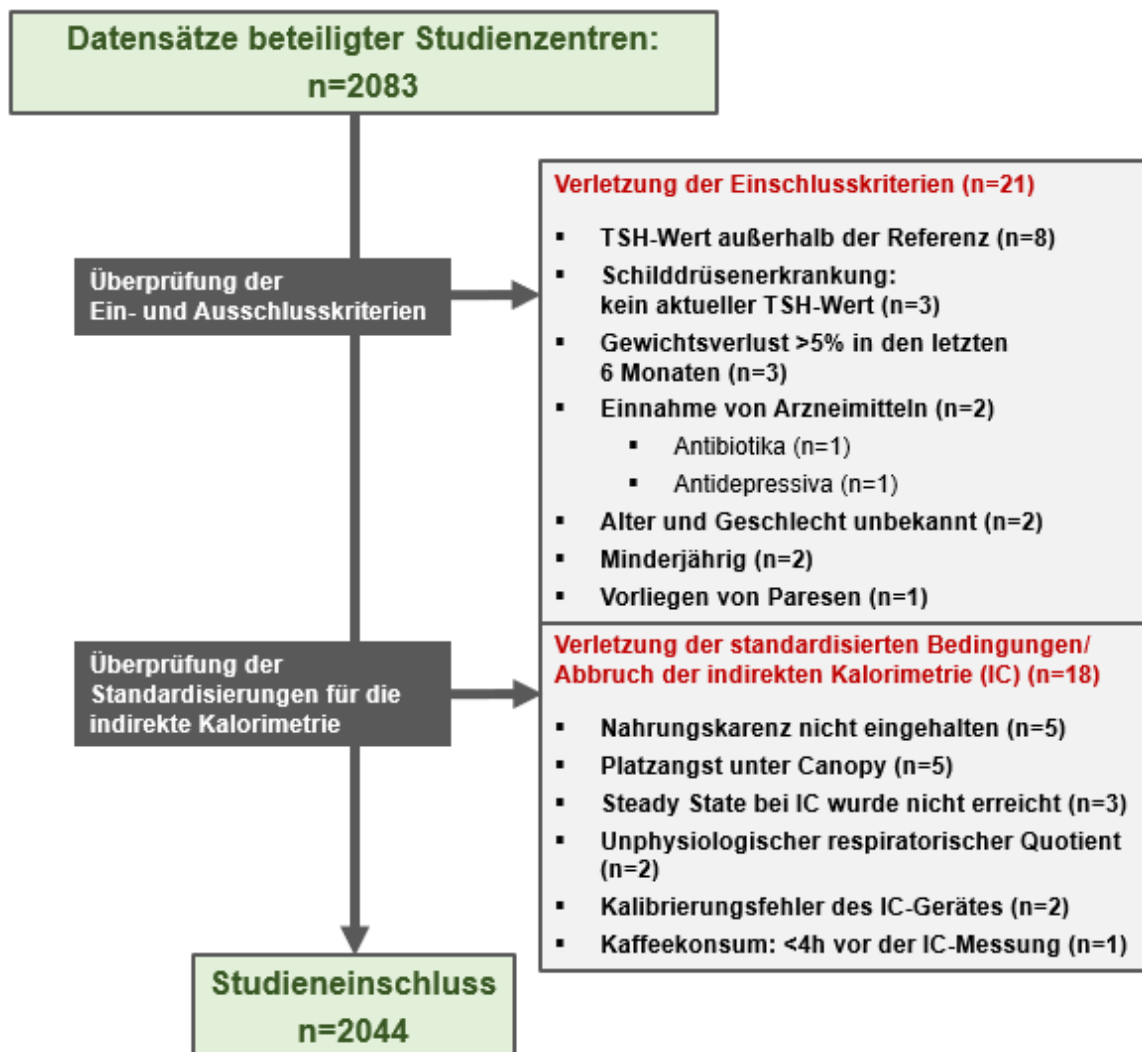 Datensätze beteiligter Studienzentren:
n=2083
Verletzung der Einschlusskriterien (n=21)
▪ TSH-Wert außerhalb der Referenz (n=8)
▪ Schilddrüsenerkrankung:
kein aktueller TSH-Wert (n=3)
▪ Gewichtsverlust >5% in den letzten
6 Monaten (n=3)
▪ Einnahme von Arzneimitteln (n=2)
▪ Antibiotika (n=1)
▪ Antidepressiva (n=1)
▪ Alter und Geschlecht unbekannt (n=2)
▪ Minderjährig (n=2)
▪ Vorliegen von Paresen (n=1)
Überprüfung der
Ein- und Ausschlusskriterien
Verletzung der standardisierten Bedingungen/
Abbruch der indirekten Kalorimetrie (IC) (n=18)
▪ Nahrungskarenz nicht eingehalten (n=5)
▪ Platzangst unter Canopy (n=5)
▪ Steady State bei IC wurde nicht erreicht (n=3)
▪ Unphysiologischer respiratorischer Quotient
(n=2)
▪ Kalibrierungsfehler des IC-Gerätes (n=2)
▪ Kaffeekonsum: <4h vor der IC-Messung (n=1)
Überprüfung der
Standardisierungen für die
indirekte Kalorimetrie
Studieneinschluss
n=2044